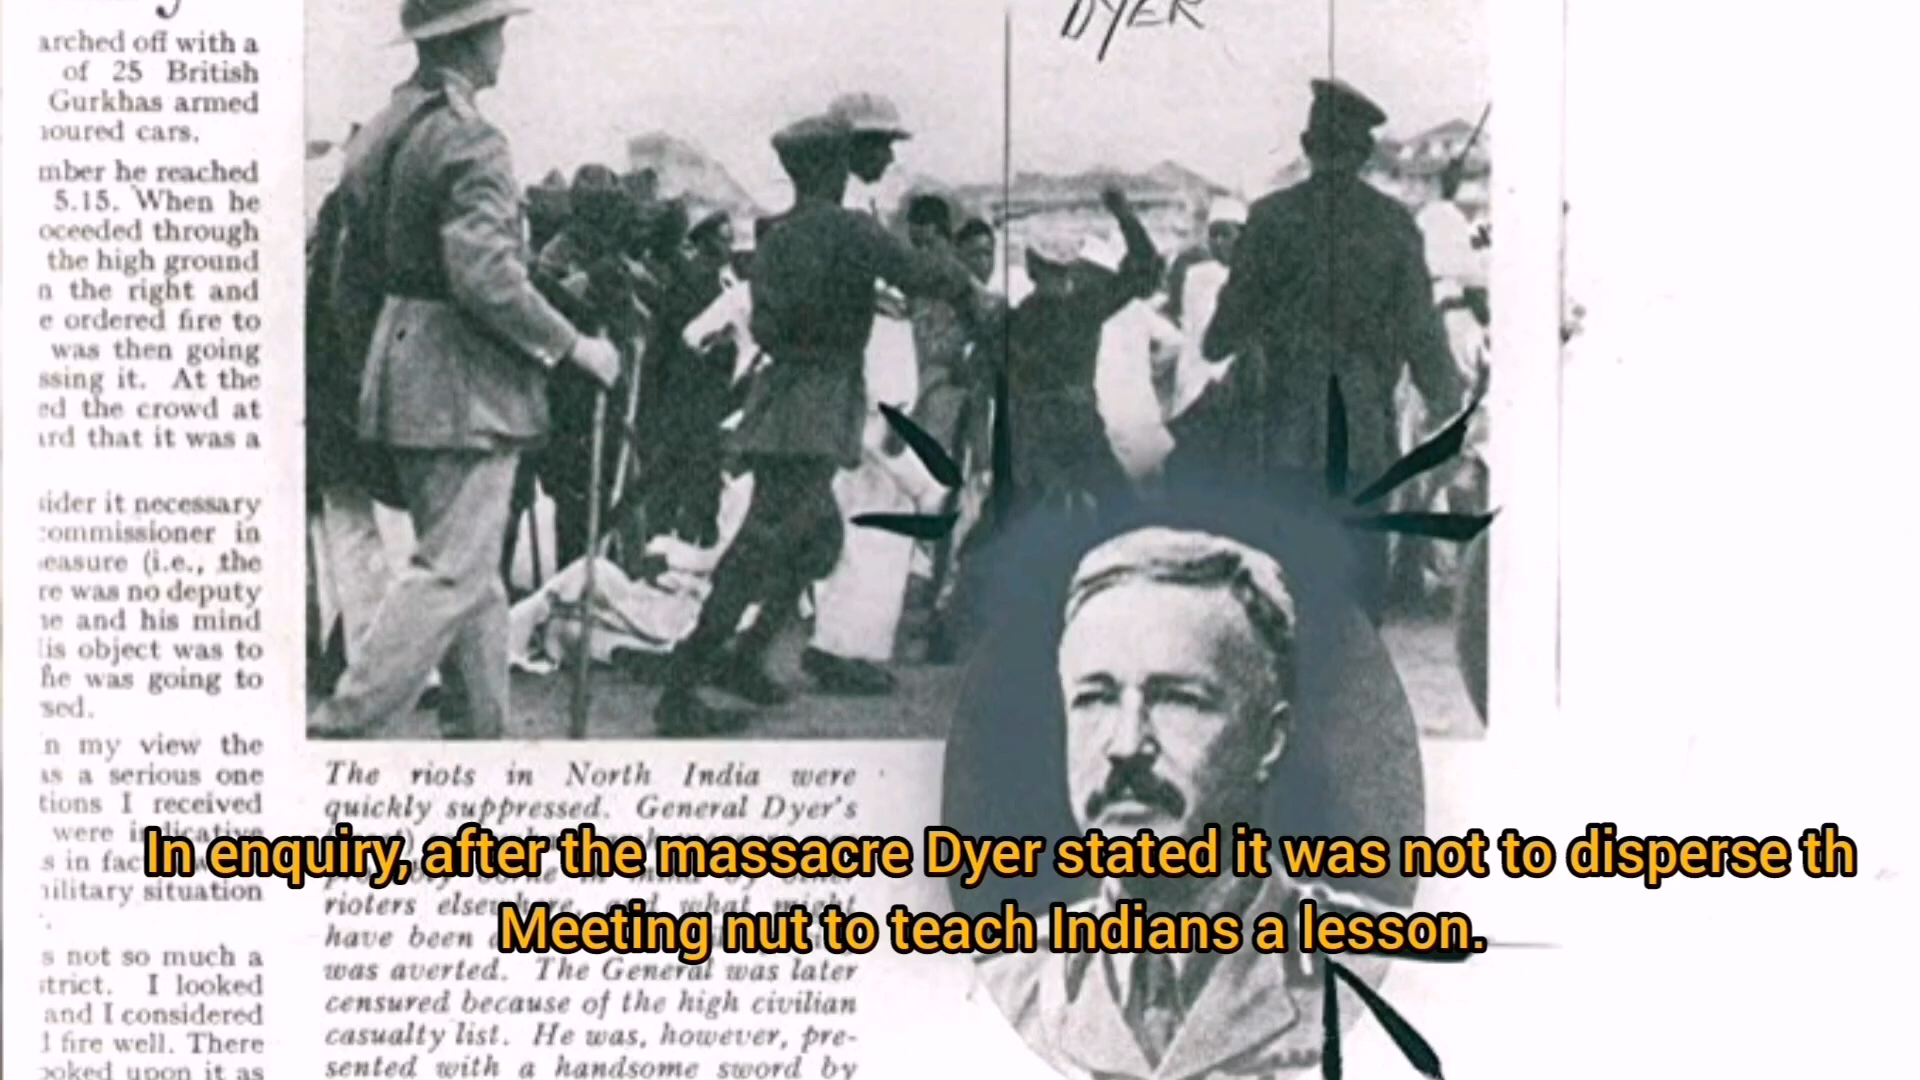 arched off with a
of 25 British
Gurkhas armed
oured cars.
mber he reached
5.15. When he
oceeded through
the high ground
n the right and
e ordered fire to
was then going
ssing it. At the
ed the crowd at
ard that it was a
sider it necessary
commissioner in
easure (i.e., the
re was no deputy
ne and his mind
is object was to
he was going to
sed.
n my view the
as a serious one
tions I received
were indicative
s in fac
military situation
s not so much a
strict. I looked
and I considered
fire well. There
ooked upon it as
DYER
The riots in North India were
quickly suppressed. General Dyer's
rioters elsewhere, and what might
have been
was averted. The General was later
censured because of the high civilian
casualty list. He was, however, pre-
sented with a handsome sword by
In enquiry, after the massacre Dyer stated it was not to disperse th
Meeting nut to teach Indians a lesson.